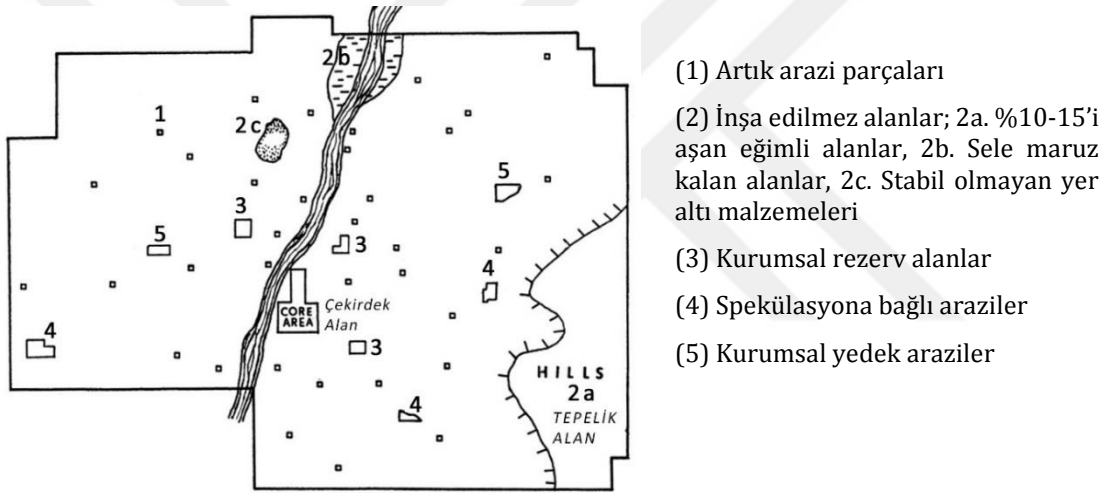 2b
1
2c
5
3
5
3
4
CORE
AREA
Çekirdek
Alan
4
3
HILLS
2a
TEPELİK
ALAN
4
(1) Artık arazi parçaları
(2) İnşa edilmez alanlar; 2a. %10-15’i
aşan eğimli alanlar, 2b. Sele maruz
kalan alanlar, 2c. Stabil olmayan yer
altı malzemeleri
(3) Kurumsal rezerv alanlar
(4) Spekülasyona bağlı araziler
(5) Kurumsal yedek araziler